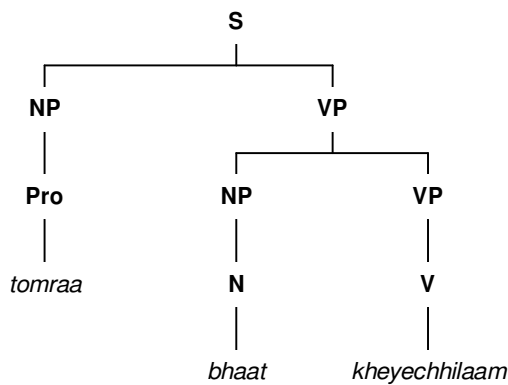 S
NP VP
Pro NP VP
tomraa N V
bhaat kheyechhilaam